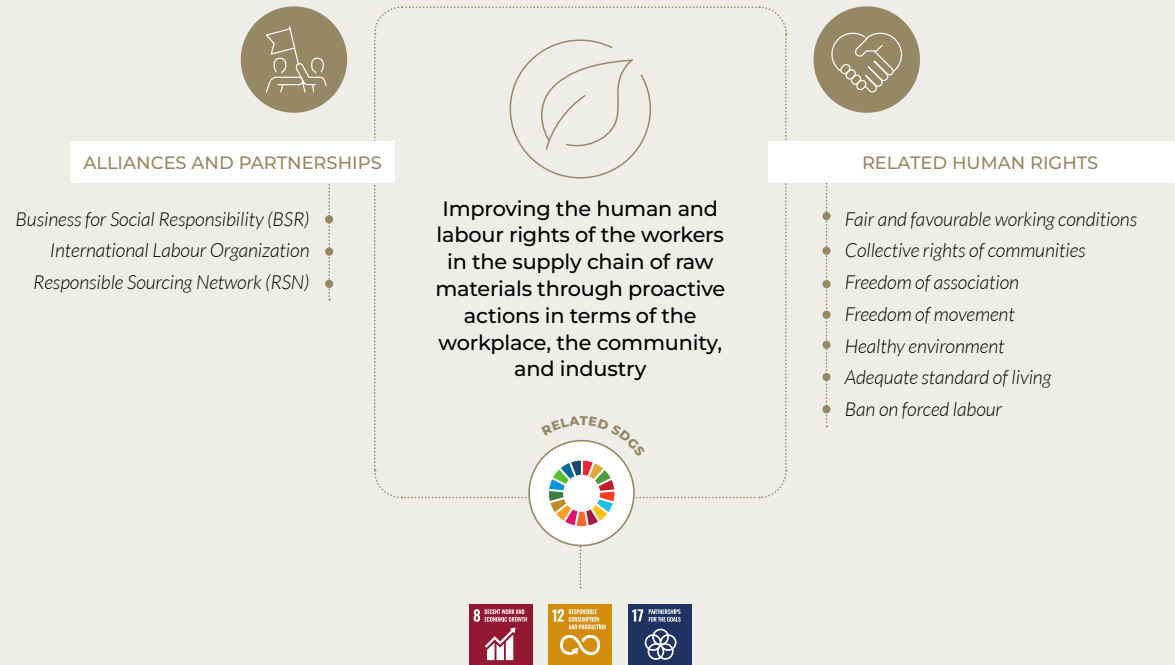 ALLIANCES AND PARTNERSHIPS
Business for Social Responsibility (BSR)
International Labour Organization
Responsible Sourcing Network (RSN)
Improving the human and
labour rights of the workers
in the supply chain of raw
materials through proactive
actions in terms of the
workplace, the community,
and industry
RELATED HUMAN RIGHTS
Fair and favourable working conditions
Collective rights of communities
Freedom of association
Freedom of movement
Healthy environment
Adequate standard of living
Ban on forced labour
RELATED SDGS
8 DECENT WORK AND
ECONOMIC GROWTH
12 RESPONSIBLE
CONSUMPTION
AND PRODUCTION
17 PARTNERSHIPS
FOR THE GOALS